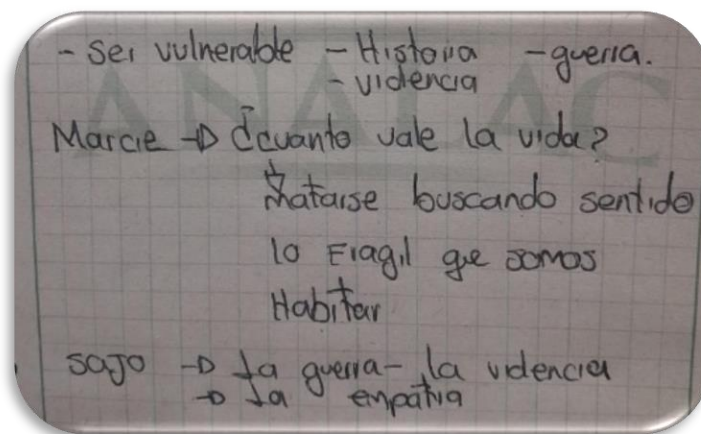 - Ser vulnerable - Historia - guerra.
- violencia
ANALAC
Marcie → ¿cuanto vale la vida?
Matarse buscando sentido
lo Fragil que somos
Habitar
sajo → La guerra - la violencia
→ La empatia